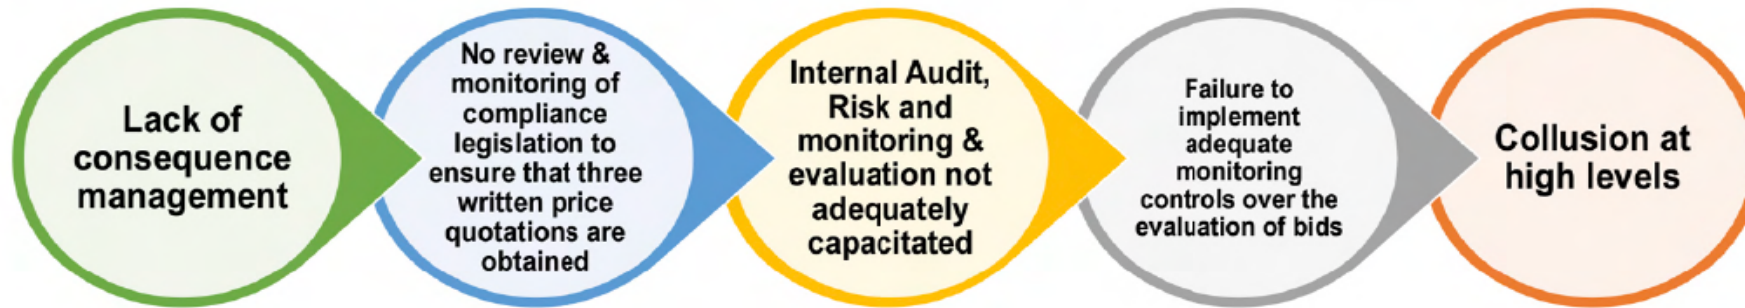 Lack of
consequence
management
No review &
monitoring of
compliance
legislation to
ensure that three
written price
quotations are
obtained
Internal Audit,
Risk and
monitoring &
evaluation not
adequately
capacitated
Failure to
implement
adequate
monitoring
controls over the
evaluation of bids
Collusion at
high levels